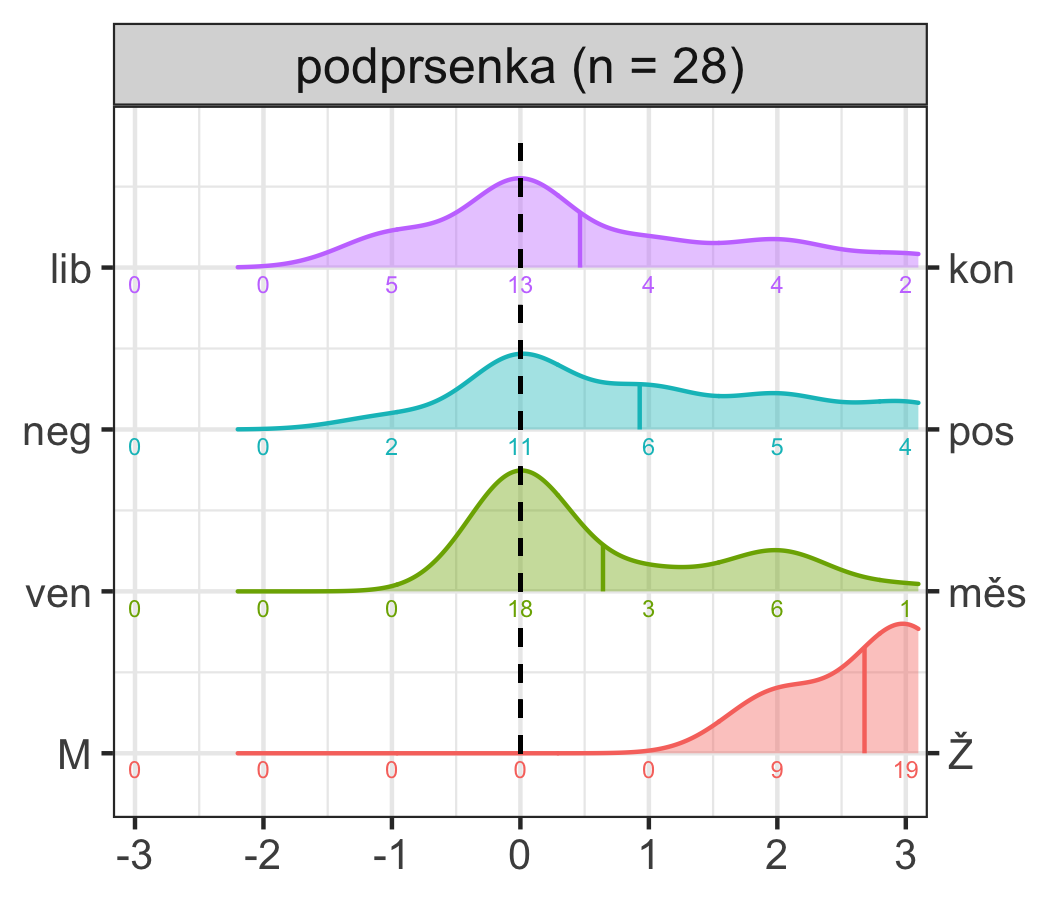 podprsenka (n = 28)
lib kon
0 0 5 13 4 4 2
neg pos
0 0 2 11 6 5 4
ven měs
0 0 0 18 3 6 1
M Ž
0 0 0 0 0 9 19
-3 -2 -1 0 1 2 3